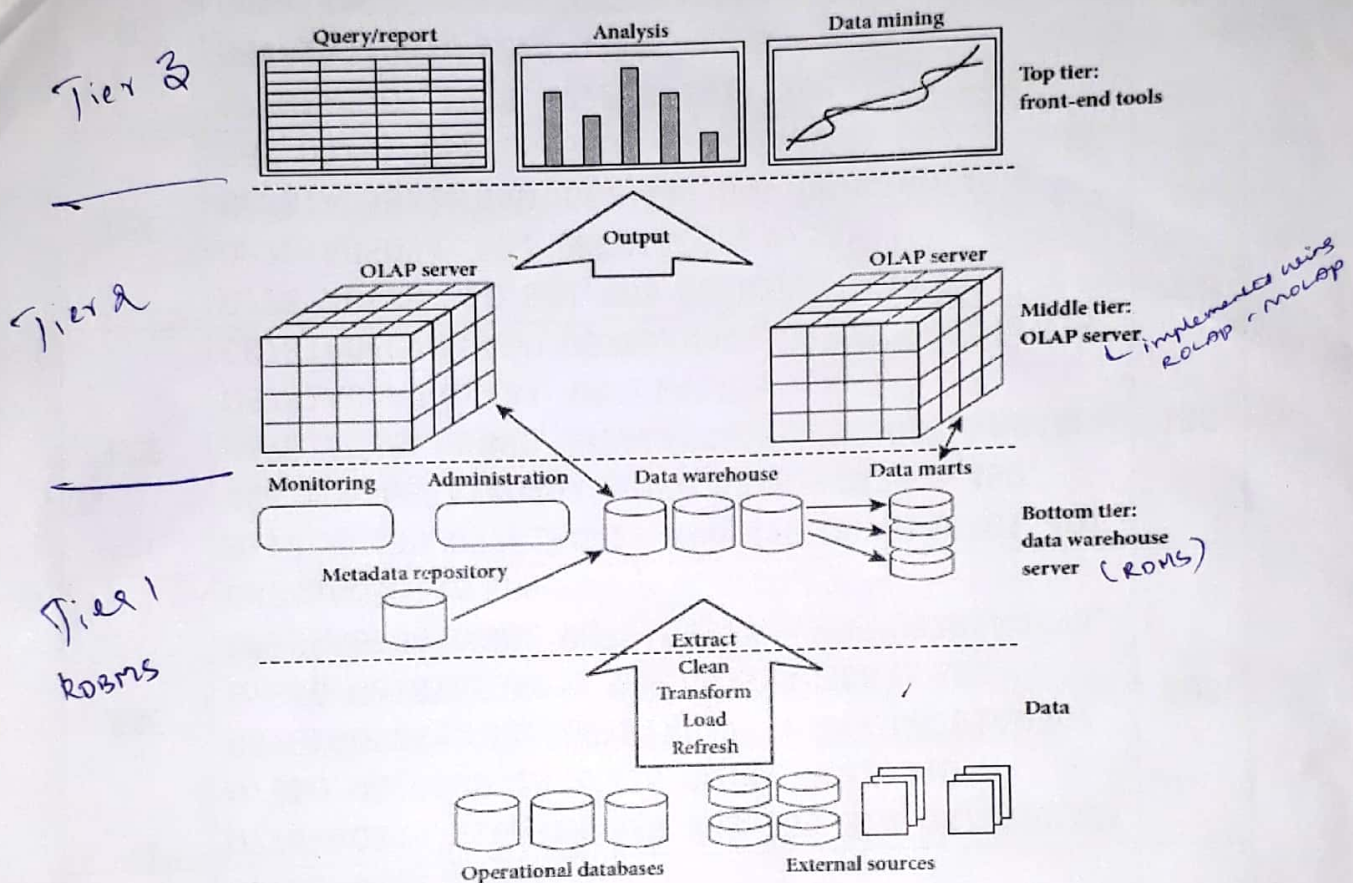 Query/report
Analysis
Data mining
Tier 3
Top tier:
front-end tools
Output
OLAP server
OLAP server
Tier 2
Middle tier:
OLAP server
implemented using
ROLAP - MOLAP
Monitoring
Administration
Data warehouse
Data marts
Bottom tier:
data warehouse
server (RDMS)
Metadata repository
Tier 1
RDBMS
Extract
Clean
Transform
Load
Refresh
Data
Operational databases
External sources